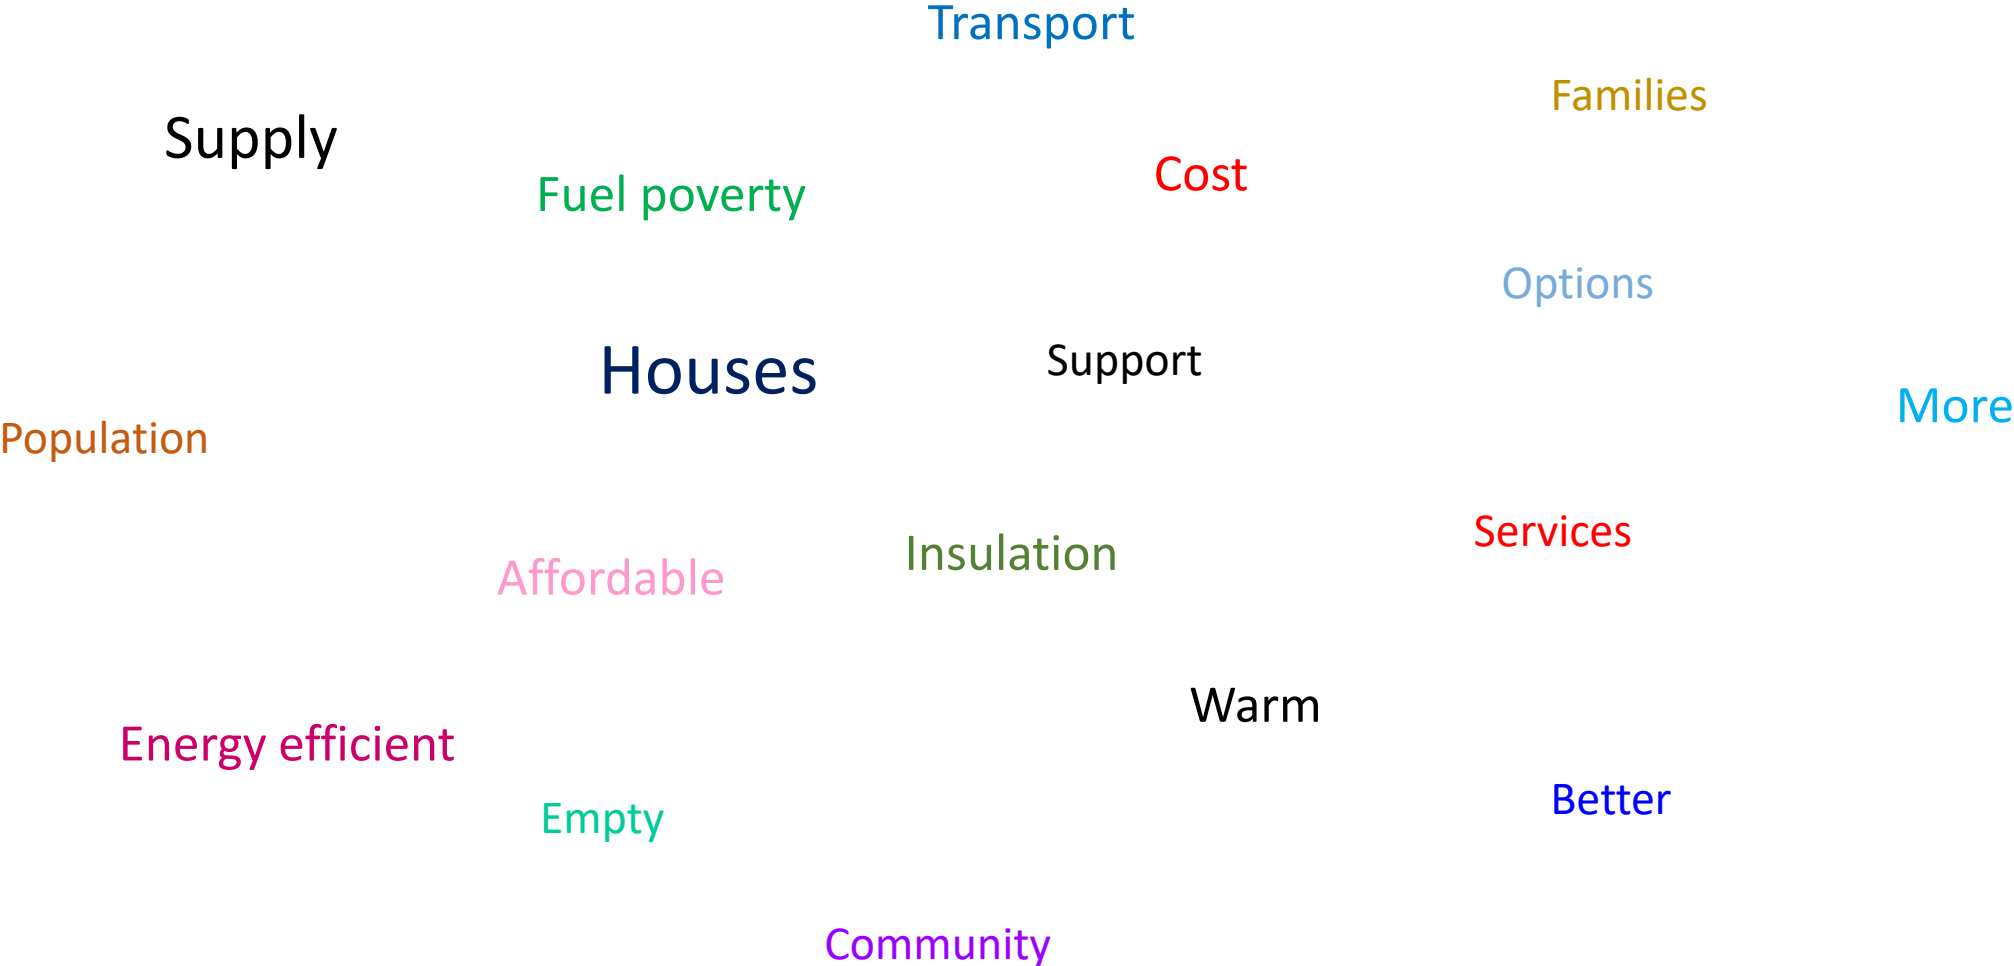 Transport
Families
Supply
Cost
Fuel poverty
Options
Houses
Support
More
Population
Services
Insulation
Affordable
Warm
Energy efficient
Better
Empty
Community